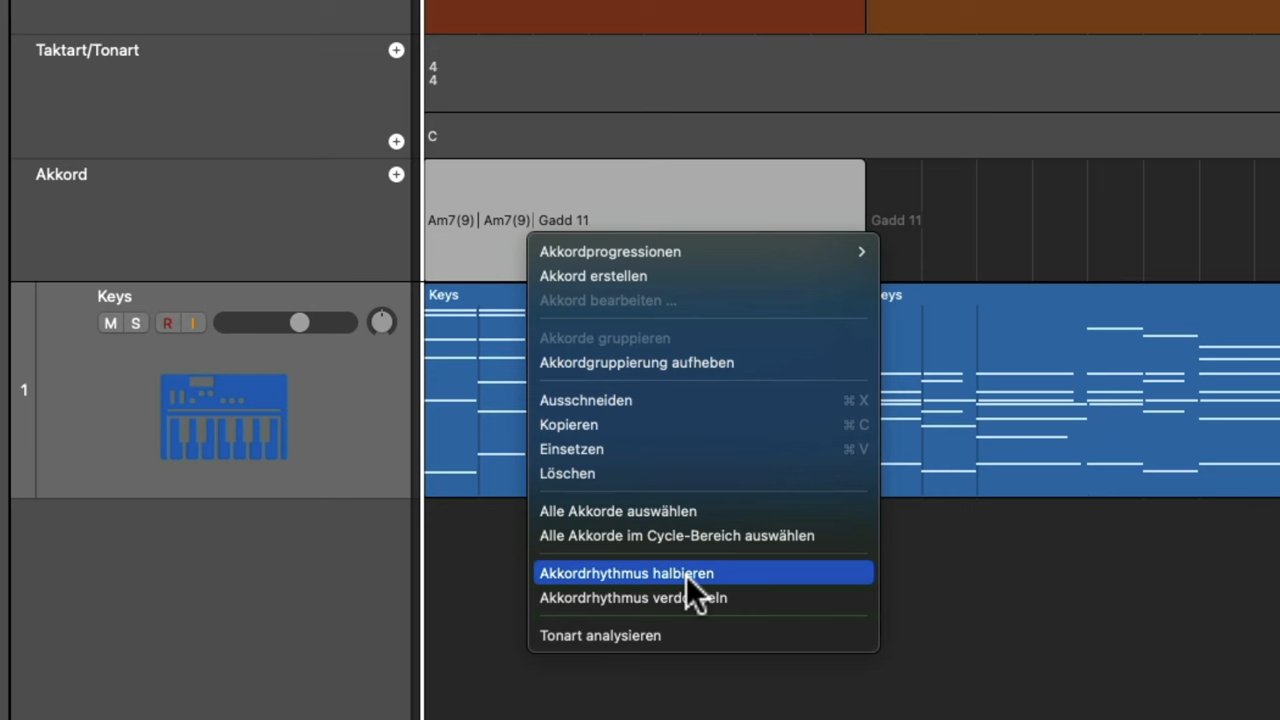 Taktart/Tonart
4
4
C
Akkord
Am7(9) | Am7(9) | Gadd 11
Gadd 11
Akkordprogressionen
Akkord erstellen
Akkord bearbeiten ...
Akkorde gruppieren
Akkordgruppierung aufheben
Ausschneiden ⌘ X
Kopieren ⌘ C
Einsetzen ⌘ V
Löschen
Alle Akkorde auswählen
Alle Akkorde im Cycle-Bereich auswählen
Akkordrhythmus halbieren
Akkordrhythmus
Tonart analysieren
Keys
M S R I
1
Keys
eys